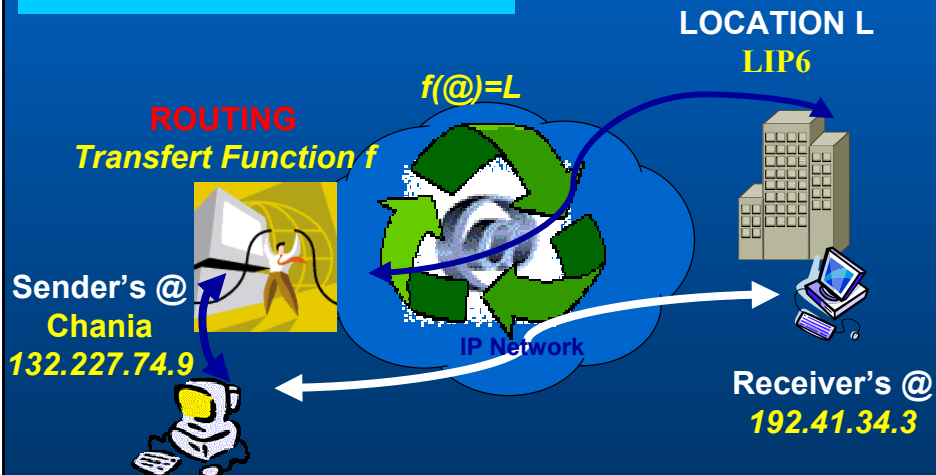 LOCATION L
LIP6
f(@)=L
ROUTING
Transfert Function f
Sender's @
Chania
132.227.74.9
IP Network
Receiver's @
192.41.34.3